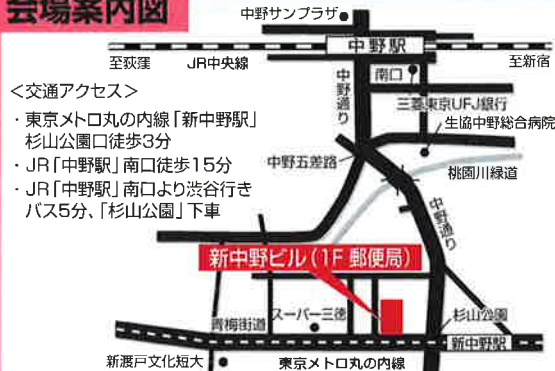 会場案内図
中野サンプラザ
中野駅
至荻窪
JR中央線
至新宿
中野通り
南口
三菱東京UFJ銀行
<交通アクセス>
・東京メトロ丸の内線「新中野駅」
杉山公園口徒歩3分
・JR「中野駅」南口徒歩15分
・JR「中野駅」南口より渋谷行き
バス5分、「杉山公園」下車
生協中野総合病院
中野五差路
桃園川緑道
中野通り
新中野ビル(1F 郵便局)
青梅街道
スーパー三徳
杉山公園
新中野駅
新渡戸文化短大
東京メトロ丸の内線